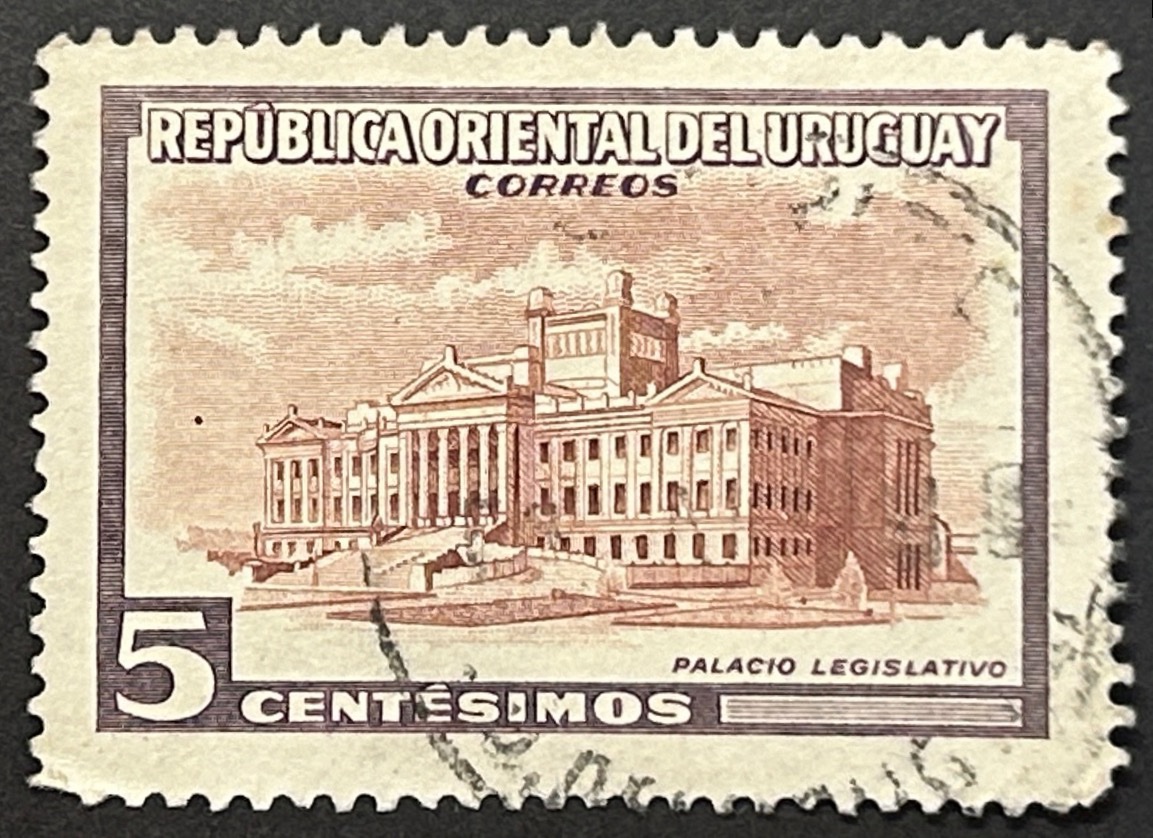 REPÚBLICA ORIENTAL DEL URUGUAY
CORREOS
PALACIO LEGISLATIVO
5
CENTÉSIMOS